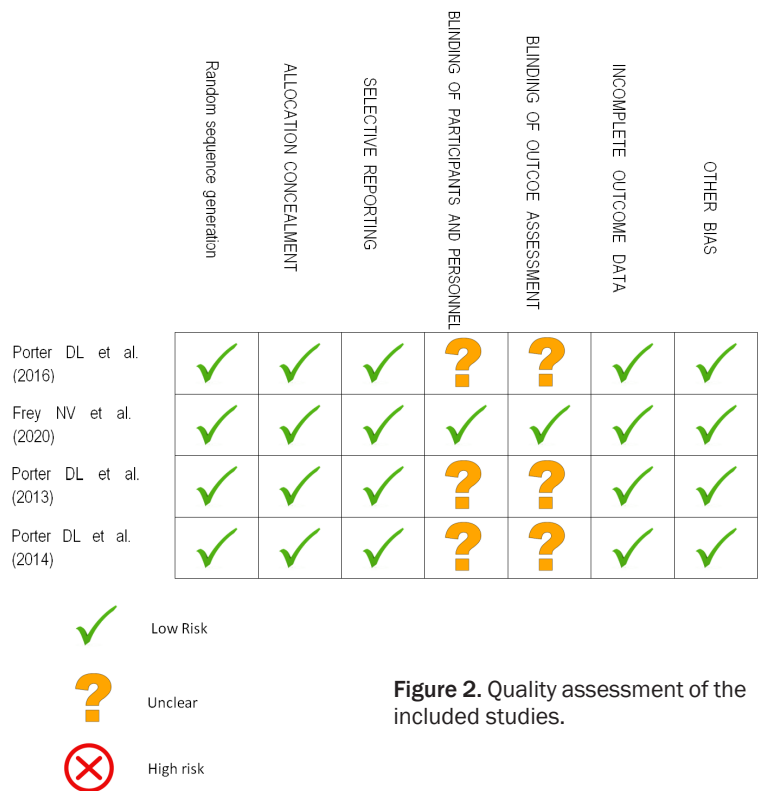 Random sequence generation
ALLOCATION CONCEALMENT
SELECTIVE REPORTING
BLINDING OF PARTICIPANTS AND PERSONNEL
BLINDING OF OUTCOE ASSESSMENT
INCOMPLETE OUTCOME DATA
OTHER BIAS
Porter DL et al.
(2016)
Frey NV et al.
(2020)
Porter DL et al.
(2013)
Porter DL et al.
(2014)
Low Risk
Unclear
High risk
Figure 2. Quality assessment of the
included studies.